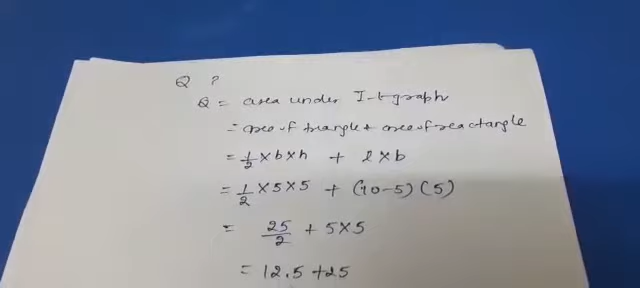 Q ?
Q = area under I-t graph
= area of triangle + area of reactangle
= 1/2 × b × h + l × b
= 1/2 × 5 × 5 + (10-5) (5)
= 25/2 + 5×5
= 12.5 + 25